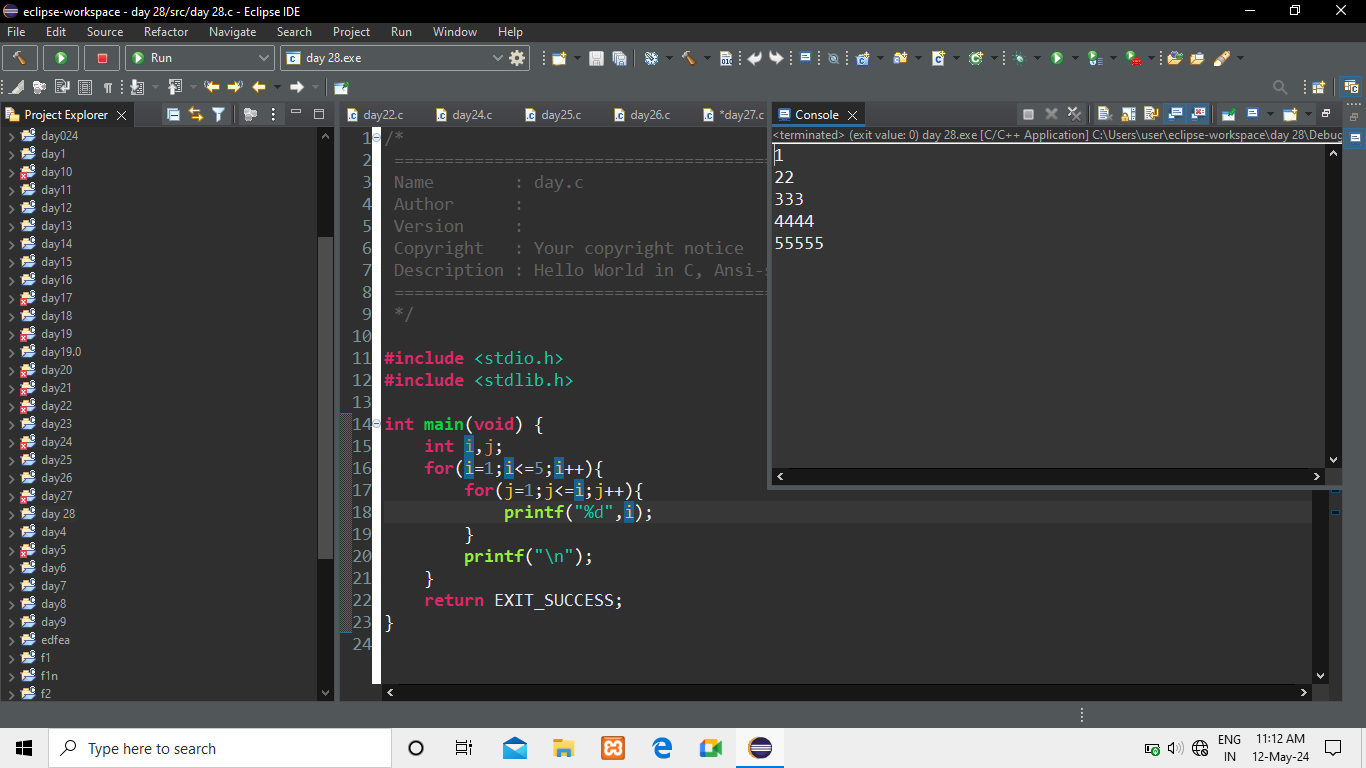 eclipse-workspace - day 28/src/day 28.c - Eclipse IDE
File Edit Source Refactor Navigate Search Project Run Window Help
Run day 28.exe
Project Explorer
day024
day1
day10
day11
day12
day13
day14
day15
day16
day17
day18
day19
day19.0
day20
day21
day22
day23
day24
day25
day26
day27
day 28
day4
day5
day6
day7
day8
day9
edfea
f1
f1n
f2
day22.c day24.c day25.c day26.c *day27.c
1 /*
2 ======================================
3 Name : day.c
4 Author :
5 Version :
6 Copyright : Your copyright notice
7 Description : Hello World in C, Ansi-s
8 ======================================
9 */
10
11 #include <stdio.h>
12 #include <stdlib.h>
13
14 int main(void) {
15 int i,j;
16 for(i=1;i<=5;i++){
17 for(j=1;j<=i;j++){
18 printf("%d",i);
19 }
20 printf("\n");
21 }
22 return EXIT_SUCCESS;
23 }
24
Console
<terminated> (exit value: 0) day 28.exe [C/C++ Application] C:\Users\user\eclipse-workspace\day 28\Debug
1
22
333
4444
55555
Type here to search
ENG
IN
11:12 AM
12-May-24